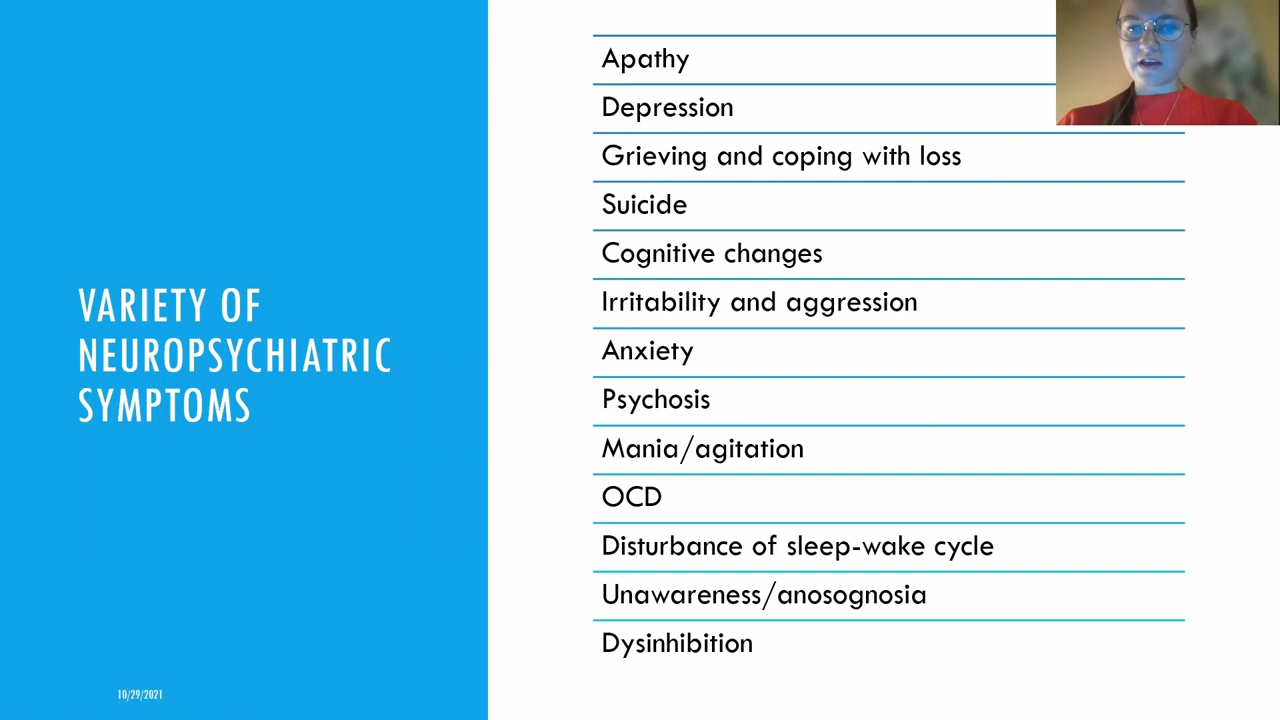 VARIETY OF
NEUROPSYCHIATRIC
SYMPTOMS
10/29/2021
Apathy
Depression
Grieving and coping with loss
Suicide
Cognitive changes
Irritability and aggression
Anxiety
Psychosis
Mania/agitation
OCD
Disturbance of sleep-wake cycle
Unawareness/anosognosia
Dysinhibition